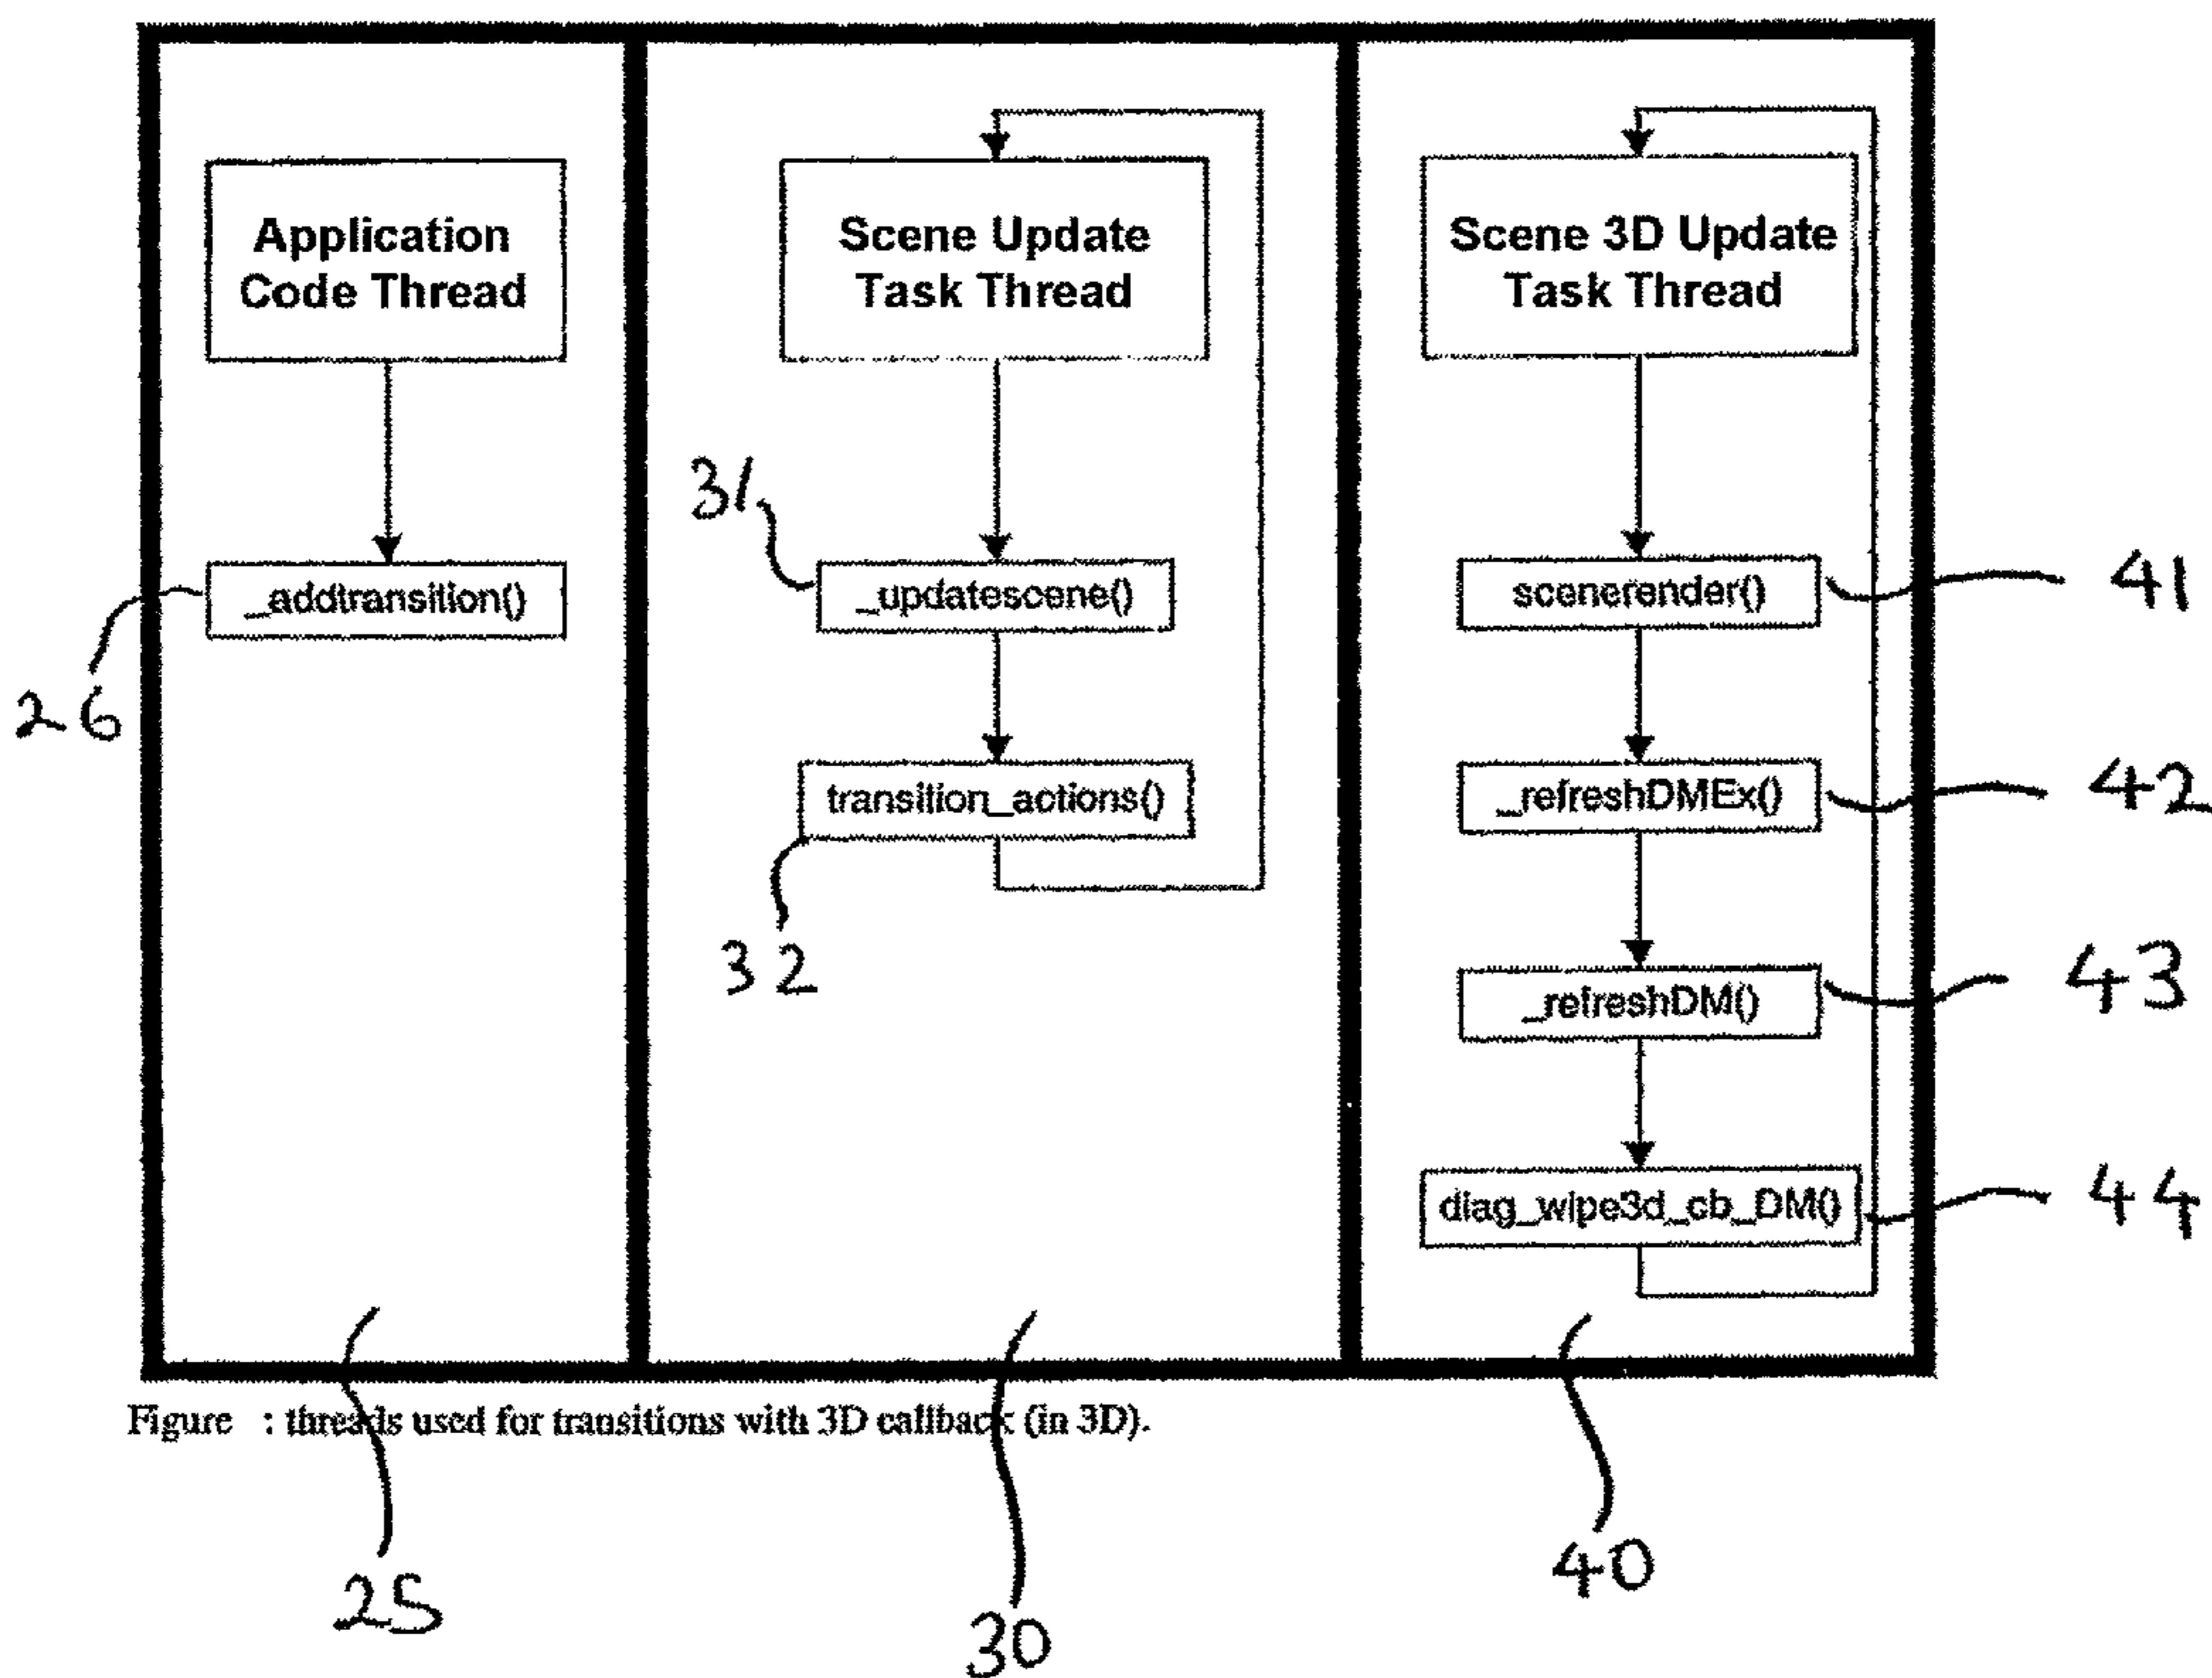 Application
Code Thread
_addtransition()
26
Scene Update
Task Thread
31
_updatescene()
transition_actions()
32
Scene 3D Update
Task Thread
scenerender()
41
_refreshDMEx()
42
_refreshDM()
43
diag_wipe3d_cb_DM()
44
Figure : threads used for transitions with 3D callback (in 3D).
25
30
40